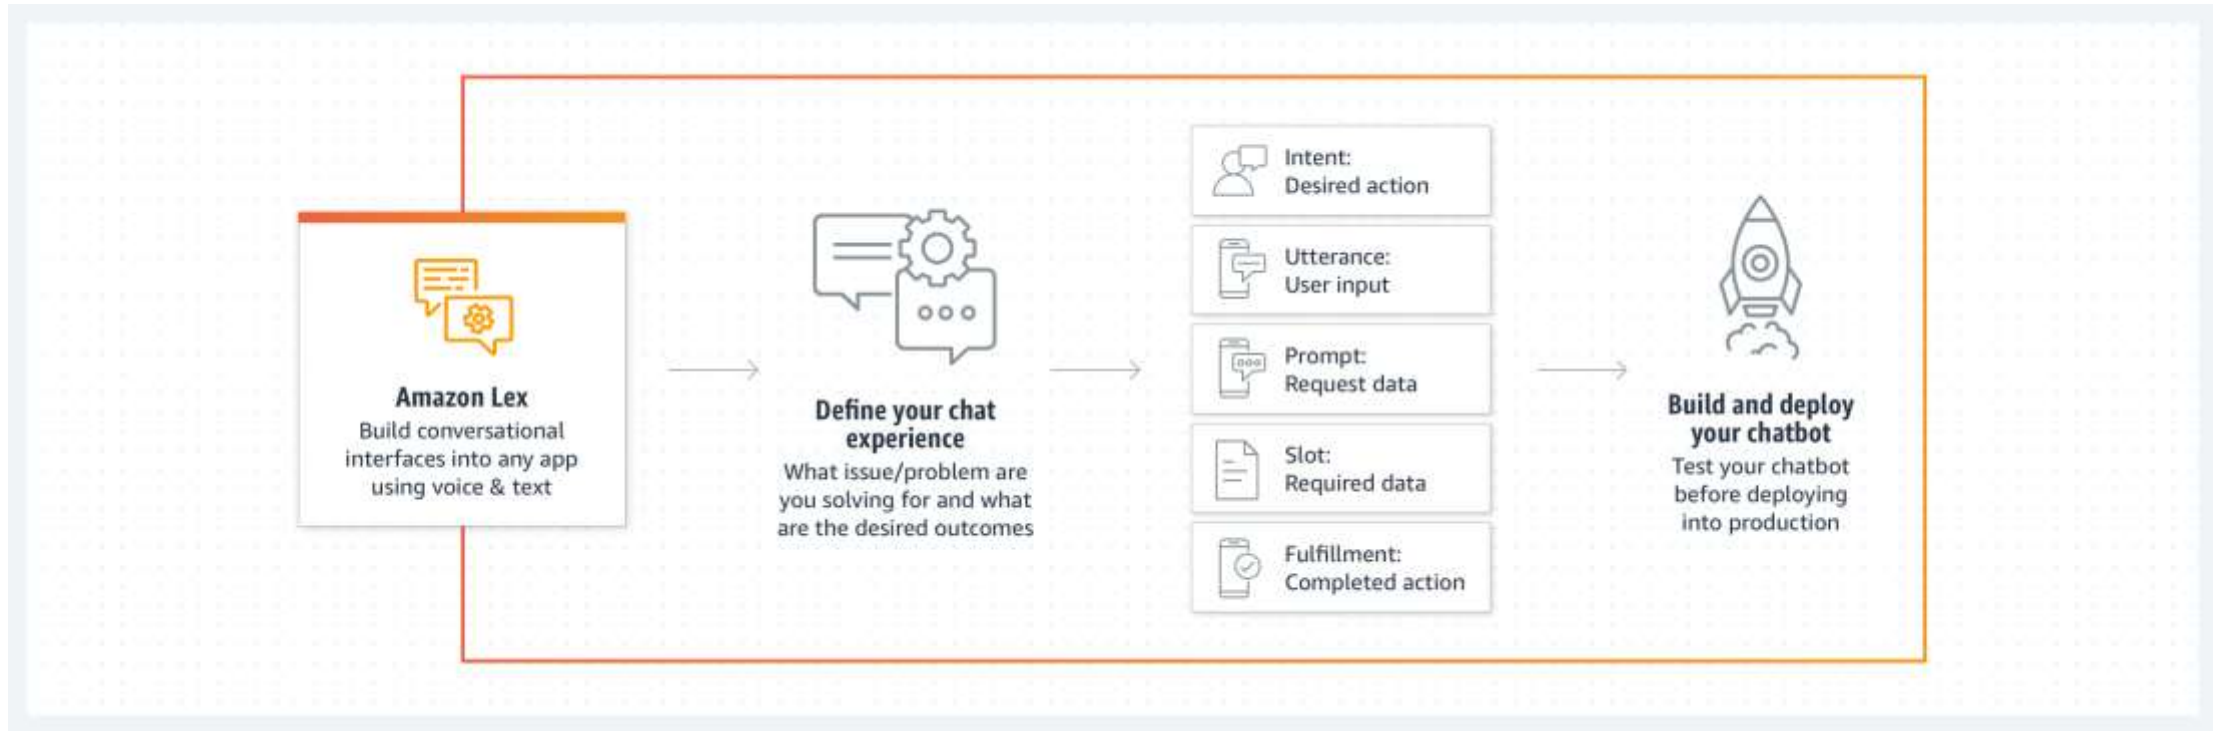 Amazon Lex
Build conversational
interfaces into any app
using voice & text
Define your chat
experience
What issue/problem are
you solving for and what
are the desired outcomes
Intent:
Desired action
Utterance:
User input
Prompt:
Request data
Slot:
Required data
Fulfillment:
Completed action
Build and deploy
your chatbot
Test your chatbot
before deploying
into production